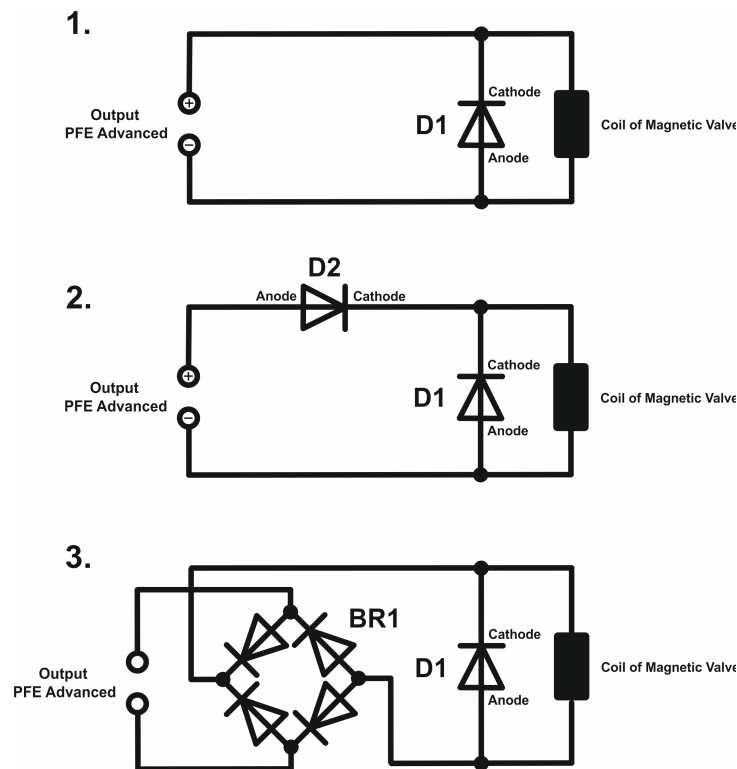 1.
Output
PFE Advanced
+
−
D1
Cathode
Anode
Coil of Magnetic Valve
2.
D2
Anode
Cathode
Output
PFE Advanced
+
−
D1
Cathode
Anode
Coil of Magnetic Valve
3.
BR1
Output
PFE Advanced
D1
Cathode
Anode
Coil of Magnetic Valve